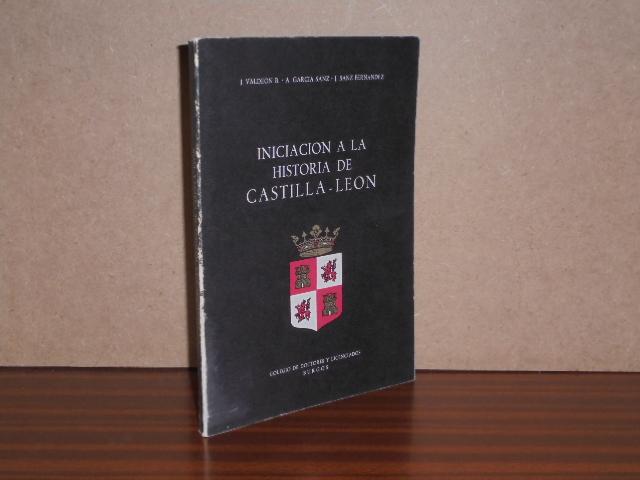 J. VALDEON B. - A. GARCIA SANZ - J. SANZ FERNANDEZ
INICIACION A LA
HISTORIA DE
CASTILLA-LEON
COLEGIO DE DOCTORES Y LICENCIADOS
BURGOS